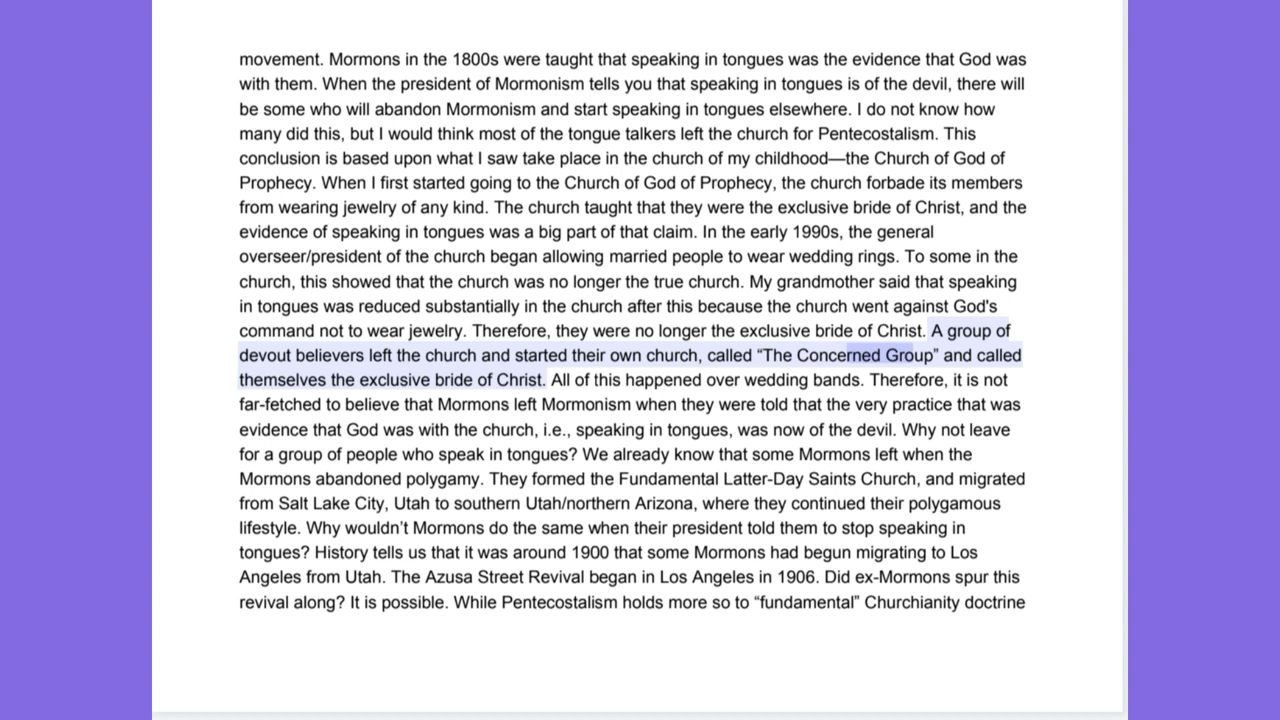 movement. Mormons in the 1800s were taught that speaking in tongues was the evidence that God was
with them. When the president of Mormonism tells you that speaking in tongues is of the devil, there will
be some who will abandon Mormonism and start speaking in tongues elsewhere. I do not know how
many did this, but I would think most of the tongue talkers left the church for Pentecostalism. This
conclusion is based upon what I saw take place in the church of my childhood—the Church of God of
Prophecy. When I first started going to the Church of God of Prophecy, the church forbade its members
from wearing jewelry of any kind. The church taught that they were the exclusive bride of Christ, and the
evidence of speaking in tongues was a big part of that claim. In the early 1990s, the general
overseer/president of the church began allowing married people to wear wedding rings. To some in the
church, this showed that the church was no longer the true church. My grandmother said that speaking
in tongues was reduced substantially in the church after this because the church went against God's
command not to wear jewelry. Therefore, they were no longer the exclusive bride of Christ. A group of
devout believers left the church and started their own church, called “The Concerned Group” and called
themselves the exclusive bride of Christ. All of this happened over wedding bands. Therefore, it is not
far-fetched to believe that Mormons left Mormonism when they were told that the very practice that was
evidence that God was with the church, i.e., speaking in tongues, was now of the devil. Why not leave
for a group of people who speak in tongues? We already know that some Mormons left when the
Mormons abandoned polygamy. They formed the Fundamental Latter-Day Saints Church, and migrated
from Salt Lake City, Utah to southern Utah/northern Arizona, where they continued their polygamous
lifestyle. Why wouldn’t Mormons do the same when their president told them to stop speaking in
tongues? History tells us that it was around 1900 that some Mormons had begun migrating to Los
Angeles from Utah. The Azusa Street Revival began in Los Angeles in 1906. Did ex-Mormons spur this
revival along? It is possible. While Pentecostalism holds more so to “fundamental” Churchianity doctrine